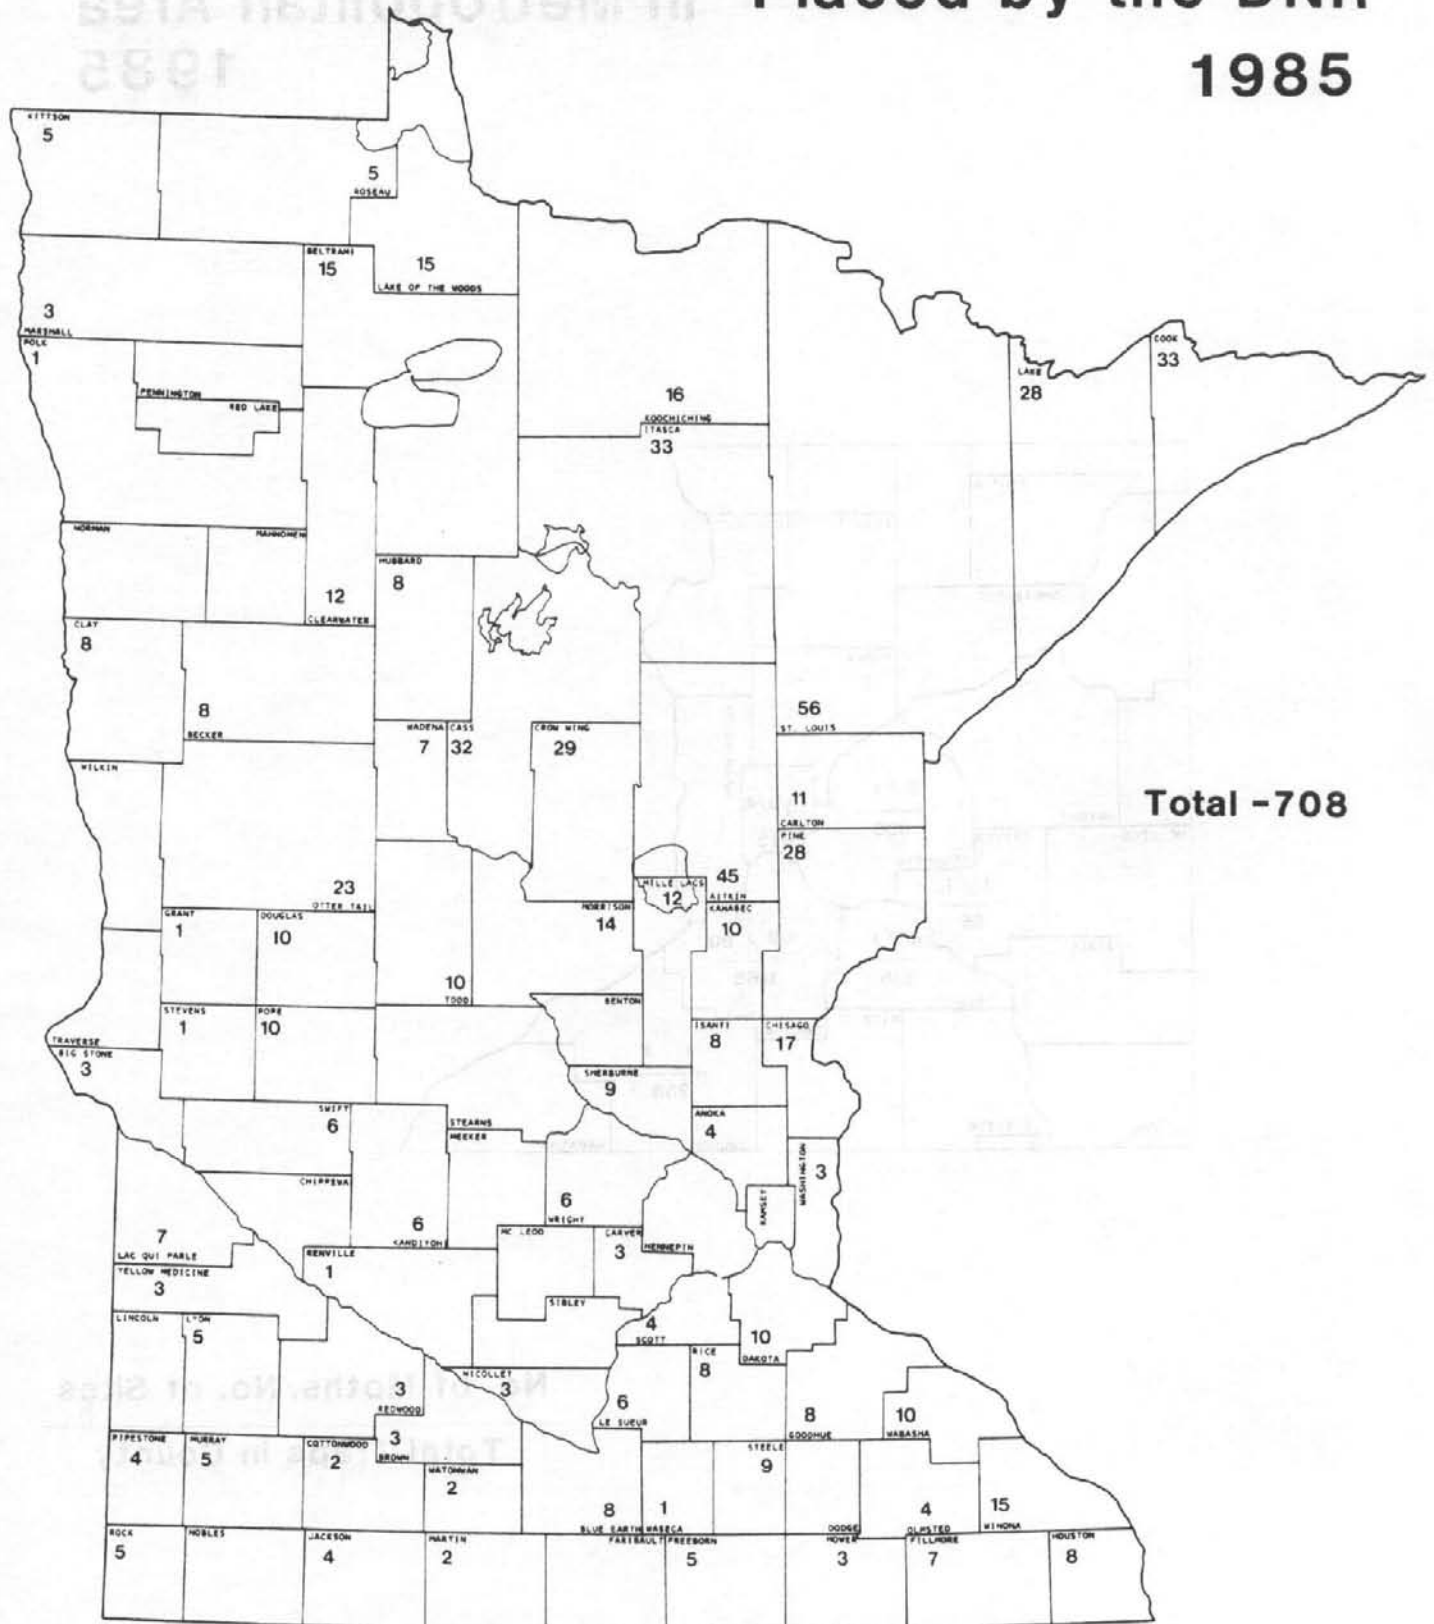 Placed by the DNR
1985
KITTSON
5
5
ROSEAU
BELTRAMI
15
15
LAKE OF THE WOODS
3
MARSHALL
POLK
1
PENNINGTON
RED LAKE
16
KOOCHICHING
ITASCA
33
LAKE
28
COOK
33
NORMAN
MAHNOMEN
12
CLEARWATER
HUBBARD
8
CLAY
8
8
BECKER
WADENA
7
CASS
32
CROW WING
29
56
ST. LOUIS
WILKIN
11
CARLTON
PINE
28
Total -708
23
OTTER TAIL
GRANT
1
DOUGLAS
10
MORRISON
14
MILLE LACS
12
45
AITKIN
KANABEC
10
10
TODD
BENTON
STEVENS
1
POPE
10
TRAVERSE
BIG STONE
3
ISANTI
8
CHISAGO
17
SHERBURNE
9
SWIFT
6
STEARNS
MEEKER
ANOKA
4
WASHINGTON
3
RAMSEY
CHIPPEWA
6
WRIGHT
7
LAC QUI PARLE
6
KANDIYOHI
RENVILLE
1
MC LEOD
CARVER
3
HENNEPIN
YELLOW MEDICINE
3
SIBLEY
LINCOLN
LYON
5
4
SCOTT
10
DAKOTA
RICE
8
NICOLLET
3
3
REDWOOD
6
LE SUEUR
8
GOODHUE
10
WABASHA
PIPESTONE
4
MURRAY
5
COTTONWOOD
2
3
BROWN
WATONWAN
2
STEELE
9
8
BLUE EARTH
1
WASECA
DODGE
4
OLMSTED
15
WINONA
ROCK
5
NOBLES
JACKSON
4
MARTIN
2
FARIBAULT
FREEBORN
5
MOWER
3
FILLMORE
7
HOUSTON
8